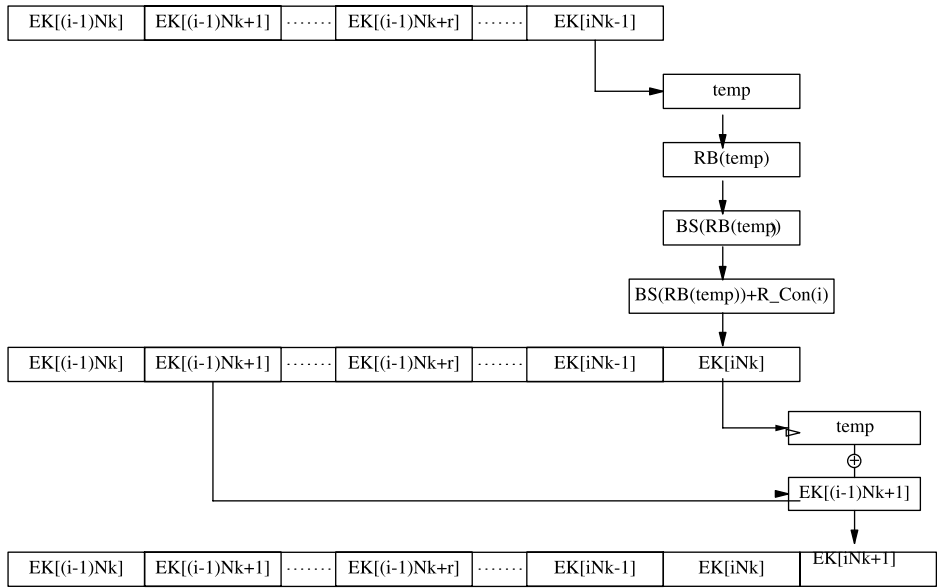 EK[(i-1)Nk] EK[(i-1)Nk+1] ....... EK[(i-1)Nk+r] ....... EK[iNk-1]
temp
RB(temp)
BS(RB(temp))
BS(RB(temp))+R_Con(i)
EK[(i-1)Nk] EK[(i-1)Nk+1] ....... EK[(i-1)Nk+r] ....... EK[iNk-1] EK[iNk]
temp
+
EK[(i-1)Nk+1]
EK[(i-1)Nk] EK[(i-1)Nk+1] ....... EK[(i-1)Nk+r] ....... EK[iNk-1] EK[iNk] EK[iNk+1]